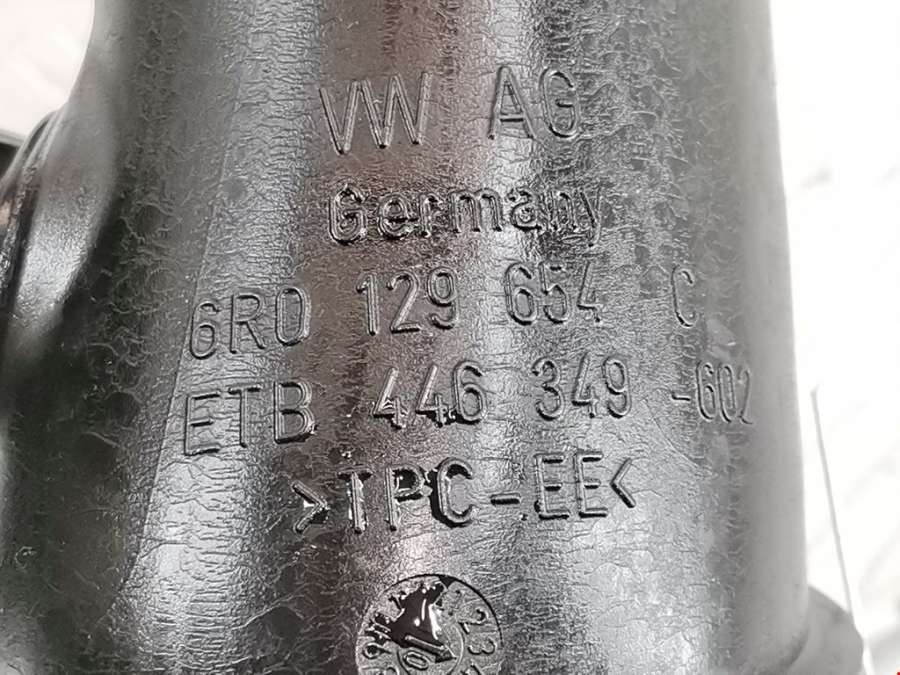 VW AG
Germany
6R0 129 654 C
ETB 446 349 -602
>TPC-EE<